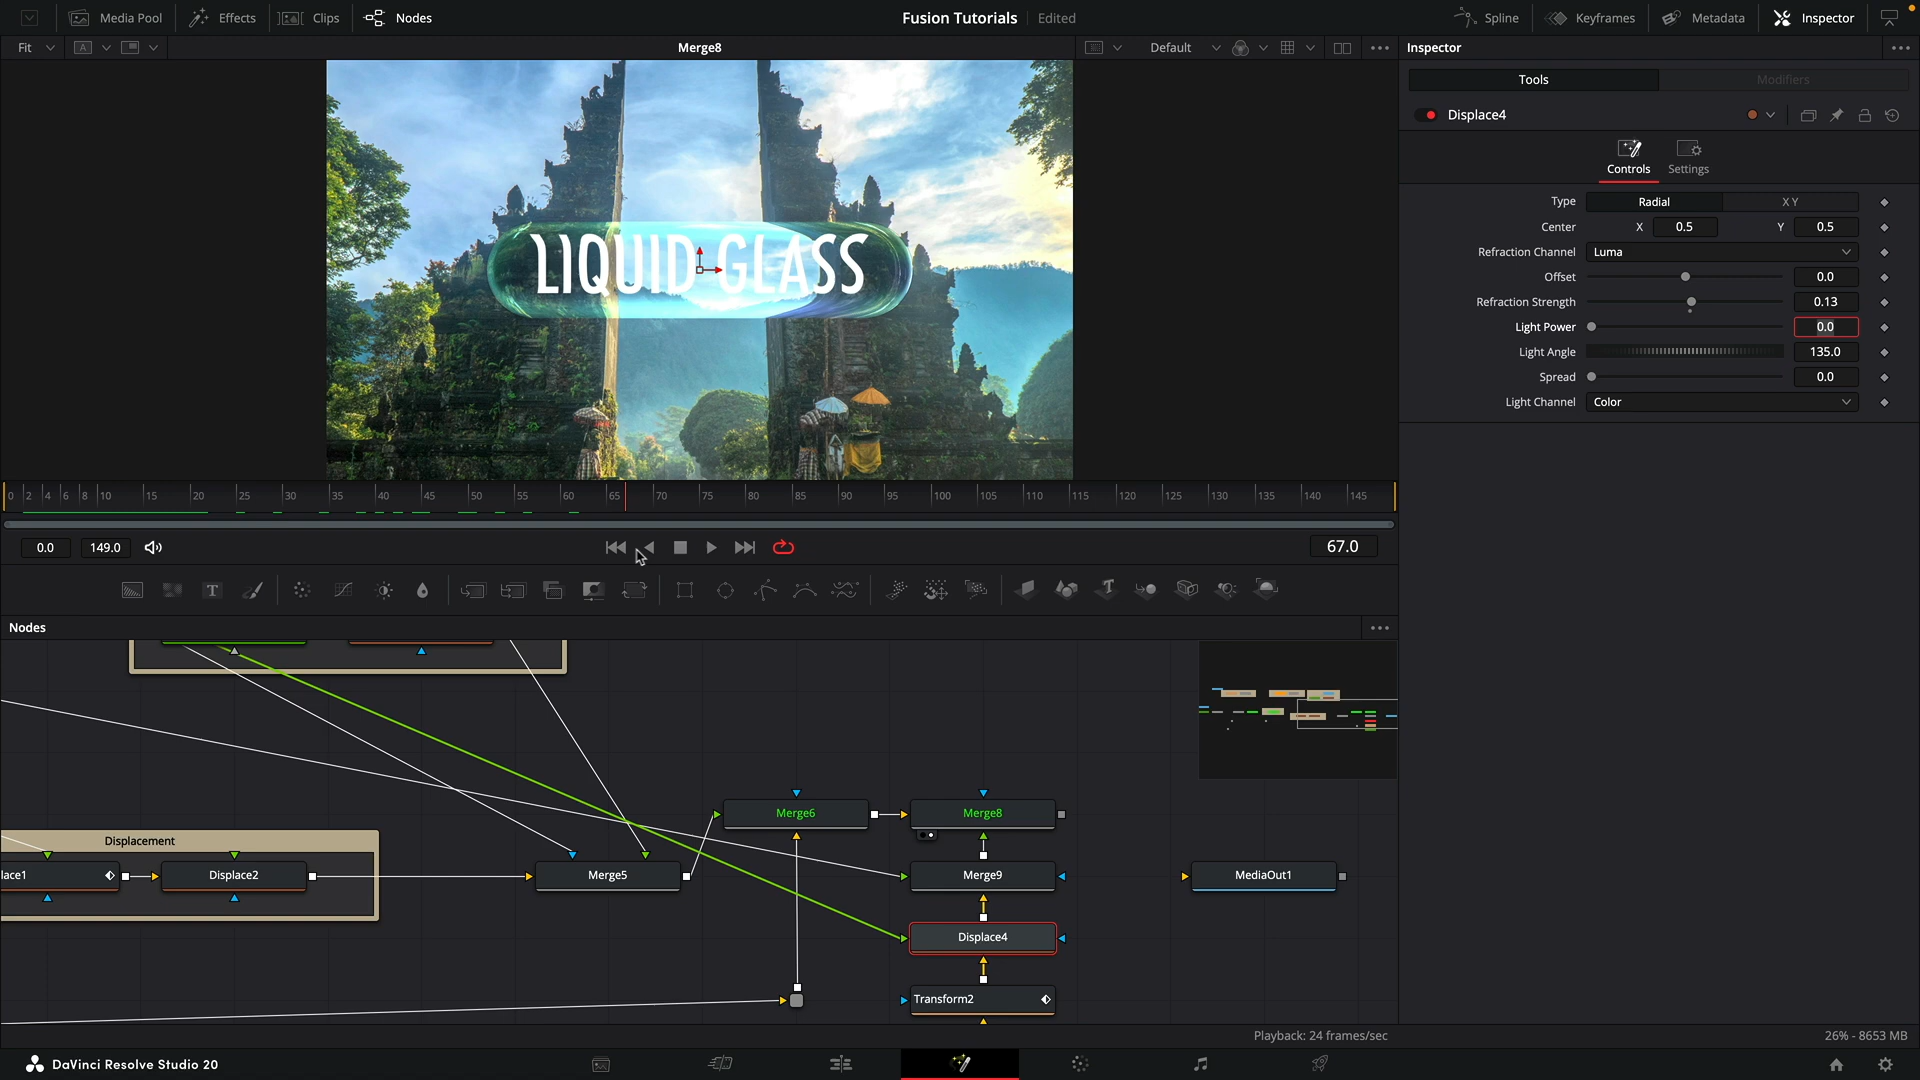 Media Pool
Effects
Clips
Nodes
Fusion Tutorials
Edited
Spline
Keyframes
Metadata
Inspector
Fit
A
Merge8
Default
Inspector
Tools
Modifiers
Displace4
Controls
Settings
Type
Radial
X Y
Center
X
0.5
Y
0.5
Refraction Channel
Luma
Offset
0.0
Refraction Strength
0.13
Light Power
0.0
Light Angle
135.0
Spread
0.0
Light Channel
Color
LIQUID GLASS
0 2 4 6 8 10 15 20 25 30 35 40 45 50 55 60 65 70 75 80 85 90 95 100 105 110 115 120 125 130 135 140 145
0.0
149.0
67.0
Nodes
Displacement
lace1
Displace2
Merge5
Merge6
Merge8
Merge9
MediaOut1
Displace4
Transform2
Playback: 24 frames/sec
26% - 8653 MB
DaVinci Resolve Studio 20